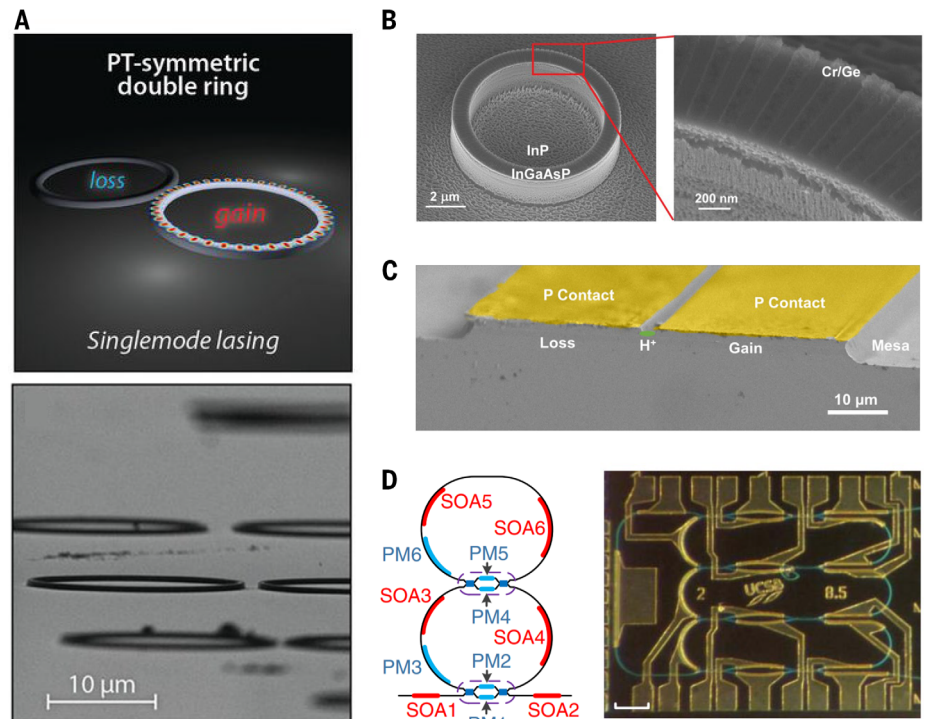 A
PT-symmetric
double ring
loss
gain
Singlemode lasing
10 μm
B
InP
InGaAsP
2 μm
Cr/Ge
200 nm
C
P Contact
P Contact
Loss
H⁺
Gain
Mesa
10 μm
D
SOA5
SOA6
PM6
PM5
SOA3
PM4
SOA4
PM3
PM2
SOA1
SOA2
2
UCSB
8.5